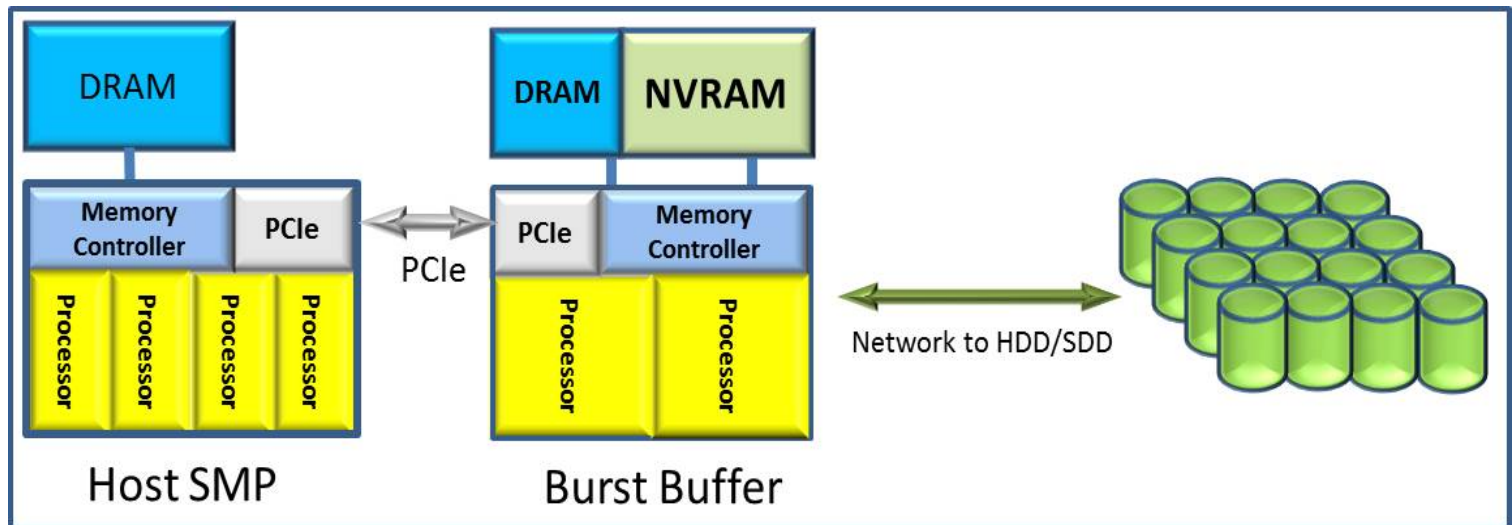 DRAM
DRAM
NVRAM
Memory
Controller
PCIe
PCIe
PCIe
Memory
Controller
Processor
Processor
Processor
Processor
Processor
Processor
Network to HDD/SDD
Host SMP
Burst Buffer